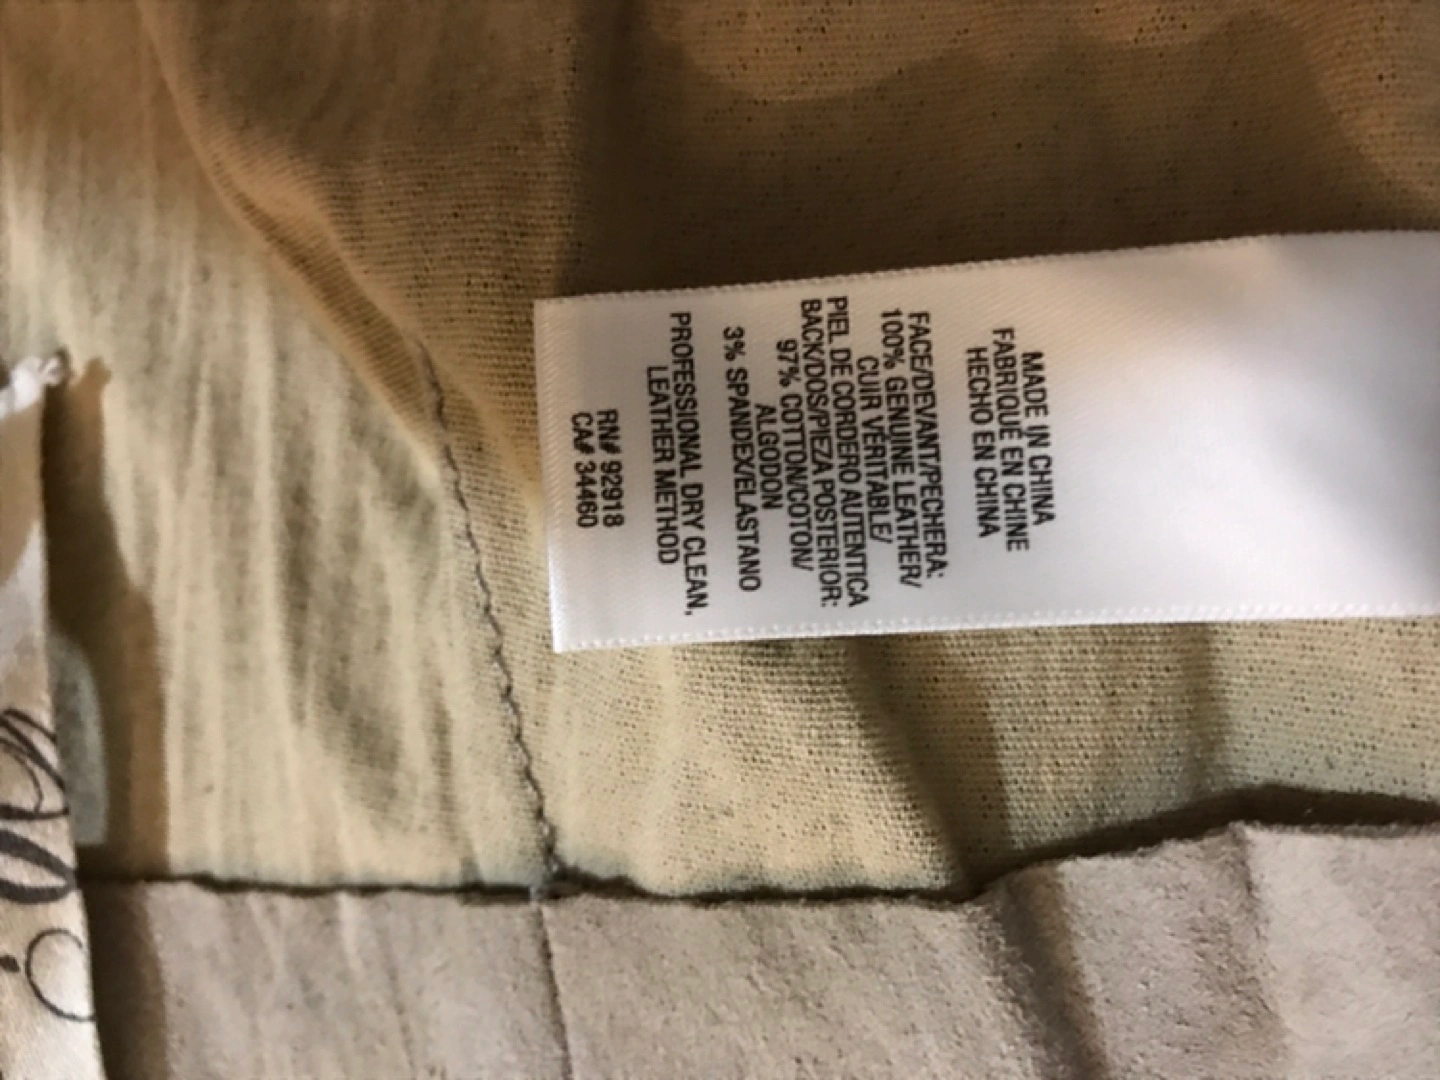 MADE IN CHINA
FABRIQUÉ EN CHINE
HECHO EN CHINA
FACE/DEVANT/PECHERA:
100% GENUINE LEATHER/
CUIR VÉRITABLE/
PIEL DE CORDERO AUTENTICA
BACK/DOS/PIEZA POSTERIOR:
97% COTTON/COTON/
ALGODON
3% SPANDEX/ELASTANO
PROFESSIONAL DRY CLEAN,
LEATHER METHOD
RN# 92918
CA# 34460